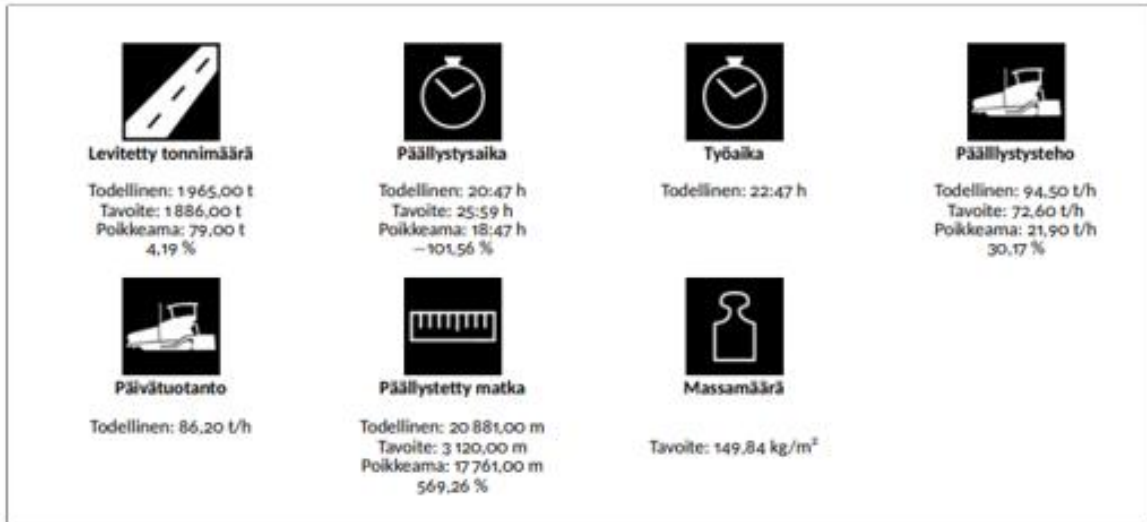 Levitetty tonnimäärä
Todellinen: 1 965,00 t
Tavoite: 1 886,00 t
Poikkeama: 79,00 t
4,19 %
Päällystysaika
Todellinen: 20:47 h
Tavoite: 25:59 h
Poikkeama: 18:47 h
−101,56 %
Työaika
Todellinen: 22:47 h
Päälllystysteho
Todellinen: 94,50 t/h
Tavoite: 72,60 t/h
Poikkeama: 21,90 t/h
30,17 %
Päivätuotanto
Todellinen: 86,20 t/h
Päällystetty matka
Todellinen: 20 881,00 m
Tavoite: 3 120,00 m
Poikkeama: 17 761,00 m
569,26 %
Massamäärä
Tavoite: 149,84 kg/m²